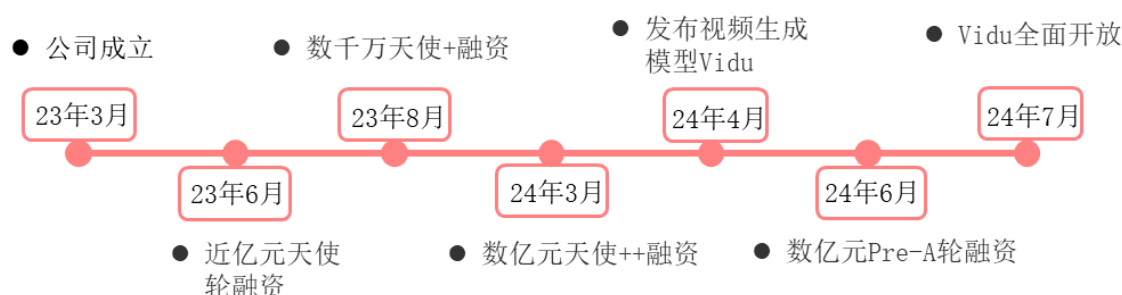 公司成立
数千万天使+融资
发布视频生成
模型Vidu
Vidu全面开放
23年3月
23年8月
24年4月
24年7月
23年6月
24年3月
24年6月
近亿元天使
轮融资
数亿元天使++融资
数亿元Pre-A轮融资